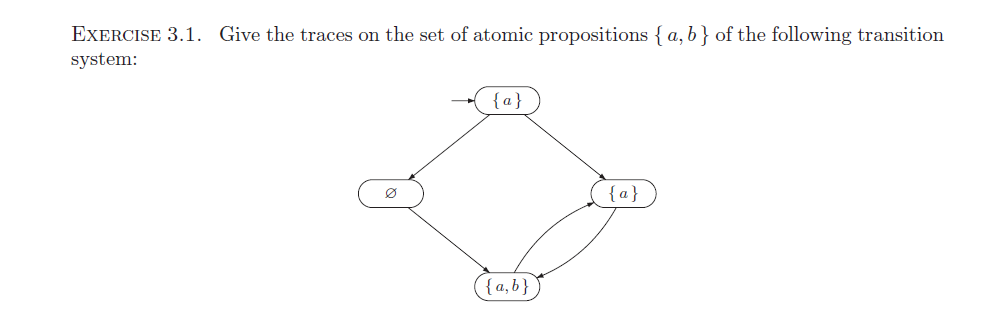 EXERCISE 3.1. Give the traces on the set of atomic propositions { a, b } of the following transition
system:
{ a }
∅
{ a }
{ a, b }